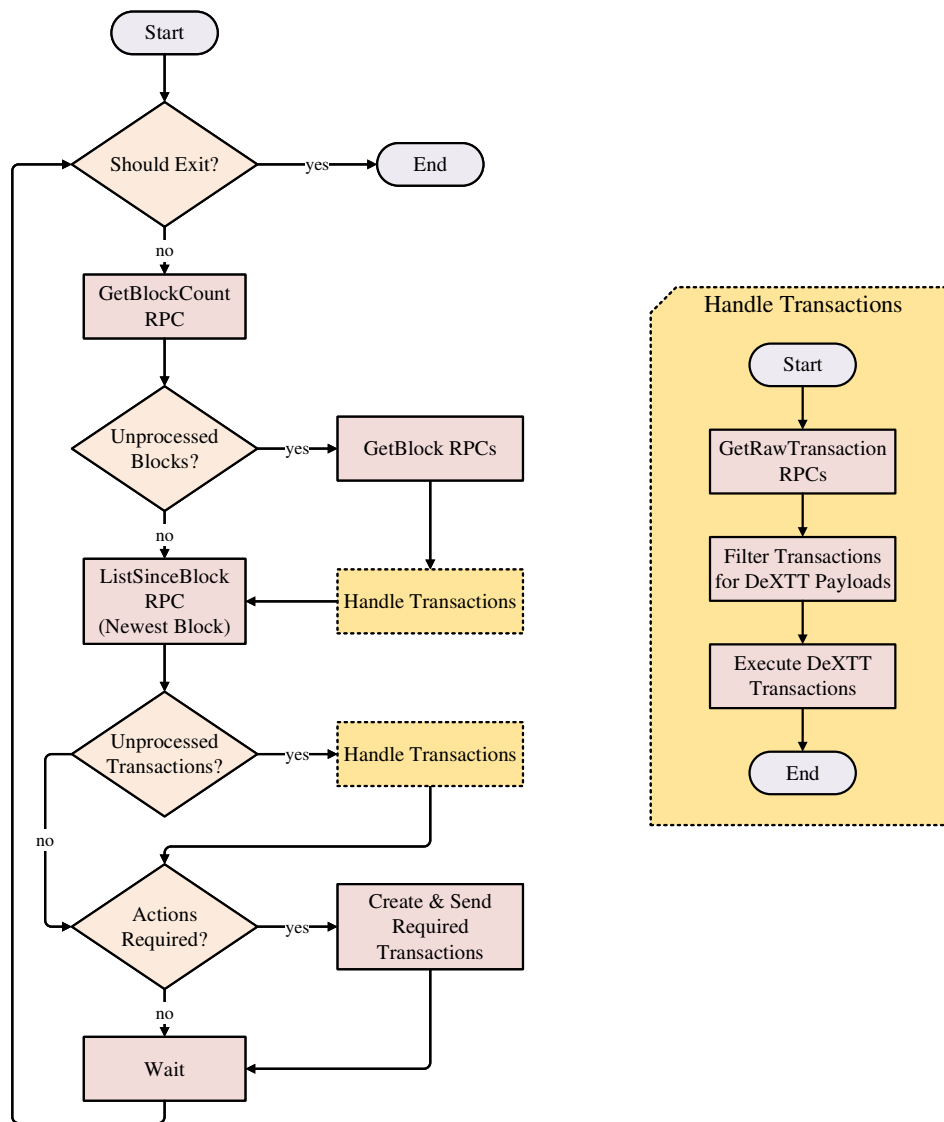 Start
Should Exit?
yes
End
no
GetBlockCount
RPC
Unprocessed
Blocks?
yes
GetBlock RPCs
no
ListSinceBlock
RPC
(Newest Block)
Handle Transactions
Unprocessed
Transactions?
yes
Handle Transactions
no
Actions
Required?
yes
Create & Send
Required
Transactions
no
Wait
Handle Transactions
Start
GetRawTransaction
RPCs
Filter Transactions
for DeXTT Payloads
Execute DeXTT
Transactions
End